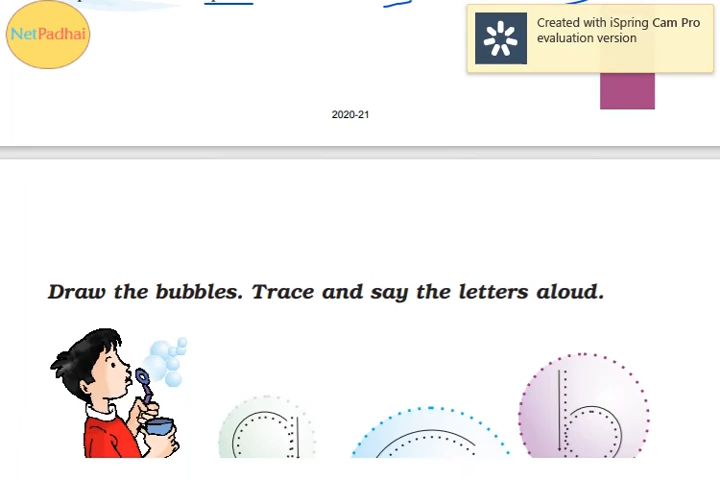 NetPadhai
Created with iSpring Cam Pro
evaluation version
2020-21
Draw the bubbles. Trace and say the letters aloud.
a
b